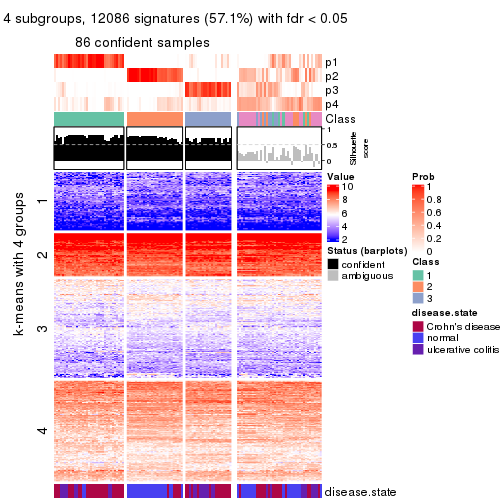 4 subgroups, 12086 signatures (57.1%) with fdr < 0.05
86 confident samples
p1
p2
p3
p4
Class
1
0.5
0
Silhouette
score
k-means with 4 groups
1
2
3
4
Value
10
8
6
4
2
Status (barplots)
confident
ambiguous
Prob
1
0.8
0.6
0.4
0.2
0
Class
1
2
3
disease.state
Crohn's disease
normal
ulcerative colitis
disease.state